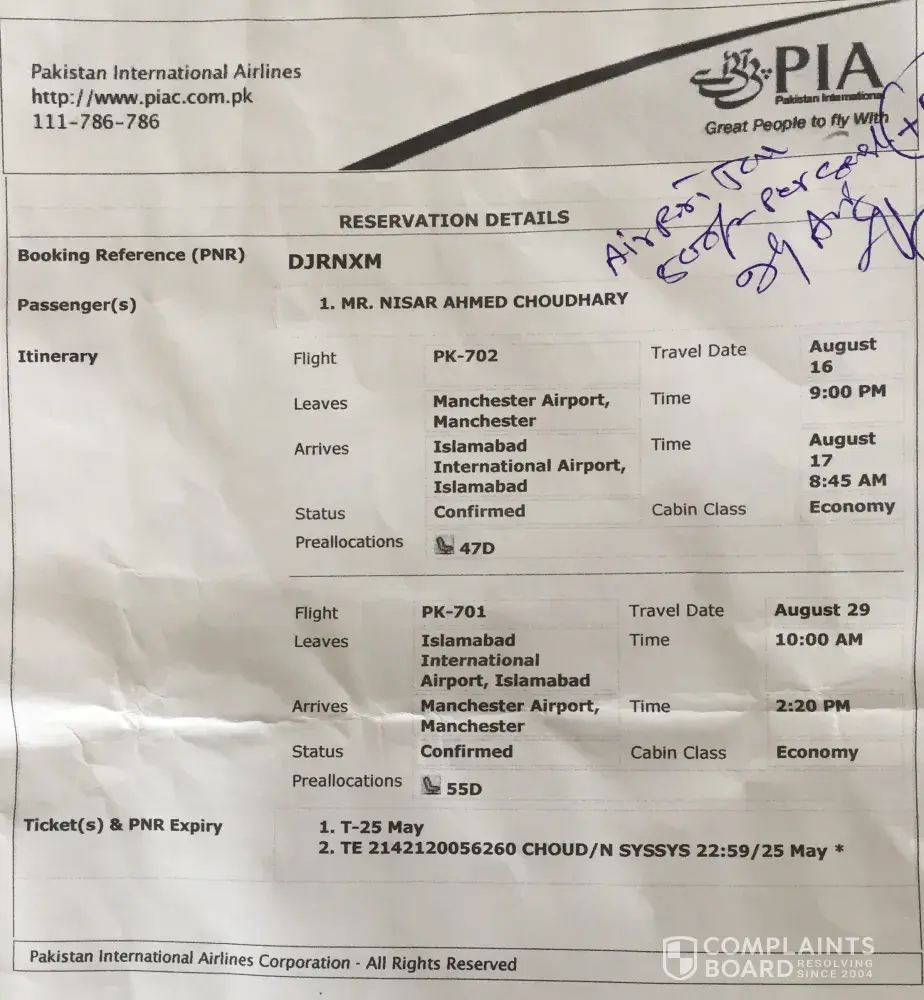 Pakistan International Airlines
http://www.piac.com.pk
111-786-786
PIA
Pakistan International
Great People to fly With
Airport Tax
500/- per
29 Aug
RESERVATION DETAILS
Booking Reference (PNR) DJRNXM
Passenger(s) 1. MR. NISAR AHMED CHOUDHARY
Itinerary Flight PK-702 Travel Date August 16
Leaves Manchester Airport, Manchester Time 9:00 PM
Arrives Islamabad International Airport, Islamabad Time August 17 8:45 AM
Status Confirmed Cabin Class Economy
Preallocations 47D
Flight PK-701 Travel Date August 29
Leaves Islamabad International Airport, Islamabad Time 10:00 AM
Arrives Manchester Airport, Manchester Time 2:20 PM
Status Confirmed Cabin Class Economy
Preallocations 55D
Ticket(s) & PNR Expiry 1. T-25 May
2. TE 2142120056260 CHOUD/N SYSSYS 22:59/25 May *
Pakistan International Airlines Corporation - All Rights Reserved
COMPLAINTS
BOARD RESOLVING
SINCE 2004